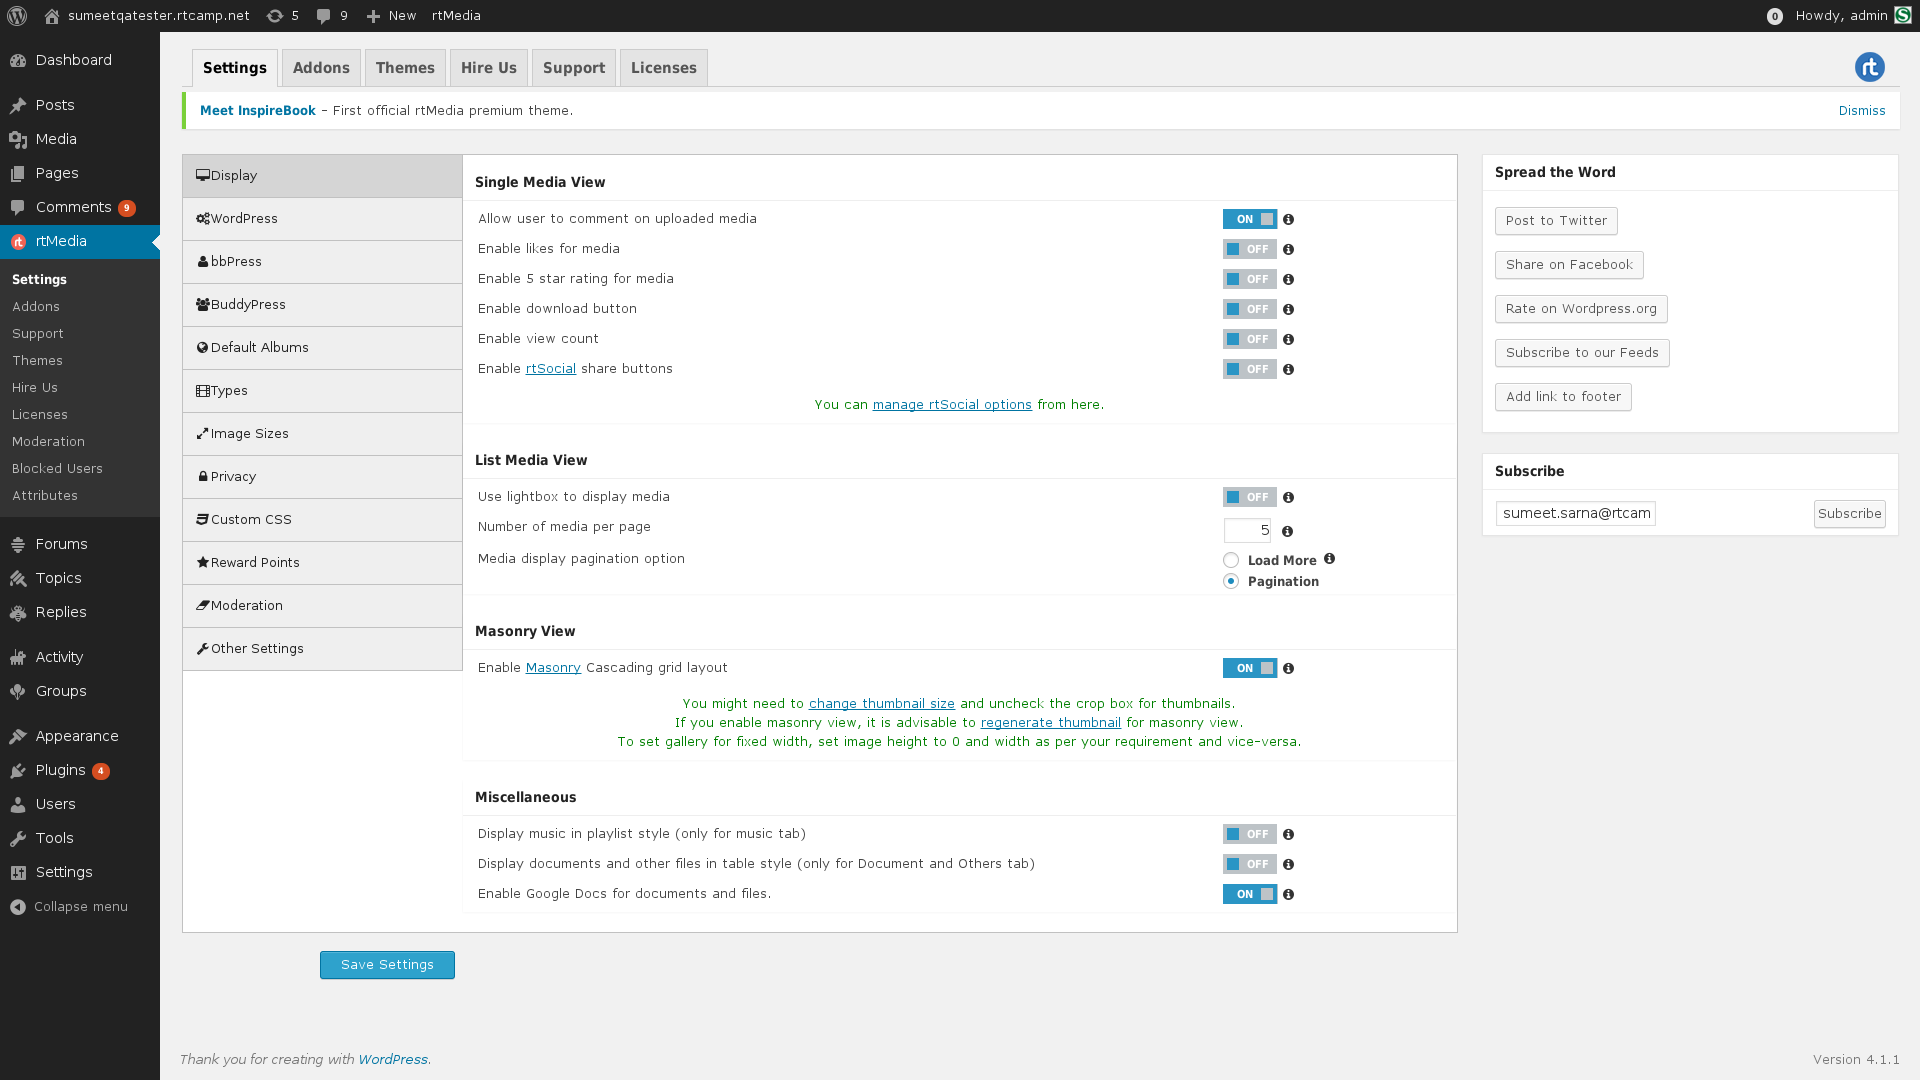 sumeetqatester.rtcamp.net 5 9 New rtMedia
0 Howdy, admin
Dashboard
Posts
Media
Pages
Comments 9
rtMedia
Settings
Addons
Support
Themes
Hire Us
Licenses
Moderation
Blocked Users
Attributes
Forums
Topics
Replies
Activity
Groups
Appearance
Plugins 4
Users
Tools
Settings
Collapse menu
Settings Addons Themes Hire Us Support Licenses
rt
Meet InspireBook – First official rtMedia premium theme. Dismiss
Display
WordPress
bbPress
BuddyPress
Default Albums
Types
Image Sizes
Privacy
Custom CSS
Reward Points
Moderation
Other Settings
Single Media View
Allow user to comment on uploaded media ON
Enable likes for media OFF
Enable 5 star rating for media OFF
Enable download button OFF
Enable view count OFF
Enable rtSocial share buttons OFF
You can manage rtSocial options from here.
List Media View
Use lightbox to display media OFF
Number of media per page 5
Media display pagination option Load More
Pagination
Masonry View
Enable Masonry Cascading grid layout ON
You might need to change thumbnail size and uncheck the crop box for thumbnails.
If you enable masonry view, it is advisable to regenerate thumbnail for masonry view.
To set gallery for fixed width, set image height to 0 and width as per your requirement and vice-versa.
Miscellaneous
Display music in playlist style (only for music tab) OFF
Display documents and other files in table style (only for Document and Others tab) OFF
Enable Google Docs for documents and files. ON
Save Settings
Spread the Word
Post to Twitter
Share on Facebook
Rate on Wordpress.org
Subscribe to our Feeds
Add link to footer
Subscribe
sumeet.sarna@rtcam Subscribe
Thank you for creating with WordPress. Version 4.1.1